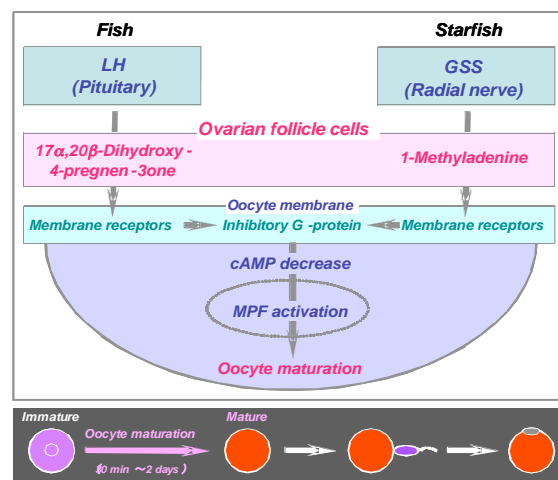 Fish
Starfish
LH
(Pituitary)
GSS
(Radial nerve)
Ovarian follicle cells
17α,20β-Dihydroxy -
4-pregnen -3one
1-Methyladenine
Oocyte membrane
Membrane receptors
Inhibitory G -protein
Membrane receptors
cAMP decrease
MPF activation
Oocyte maturation
Immature
Mature
Oocyte maturation
0 min ～2 days )